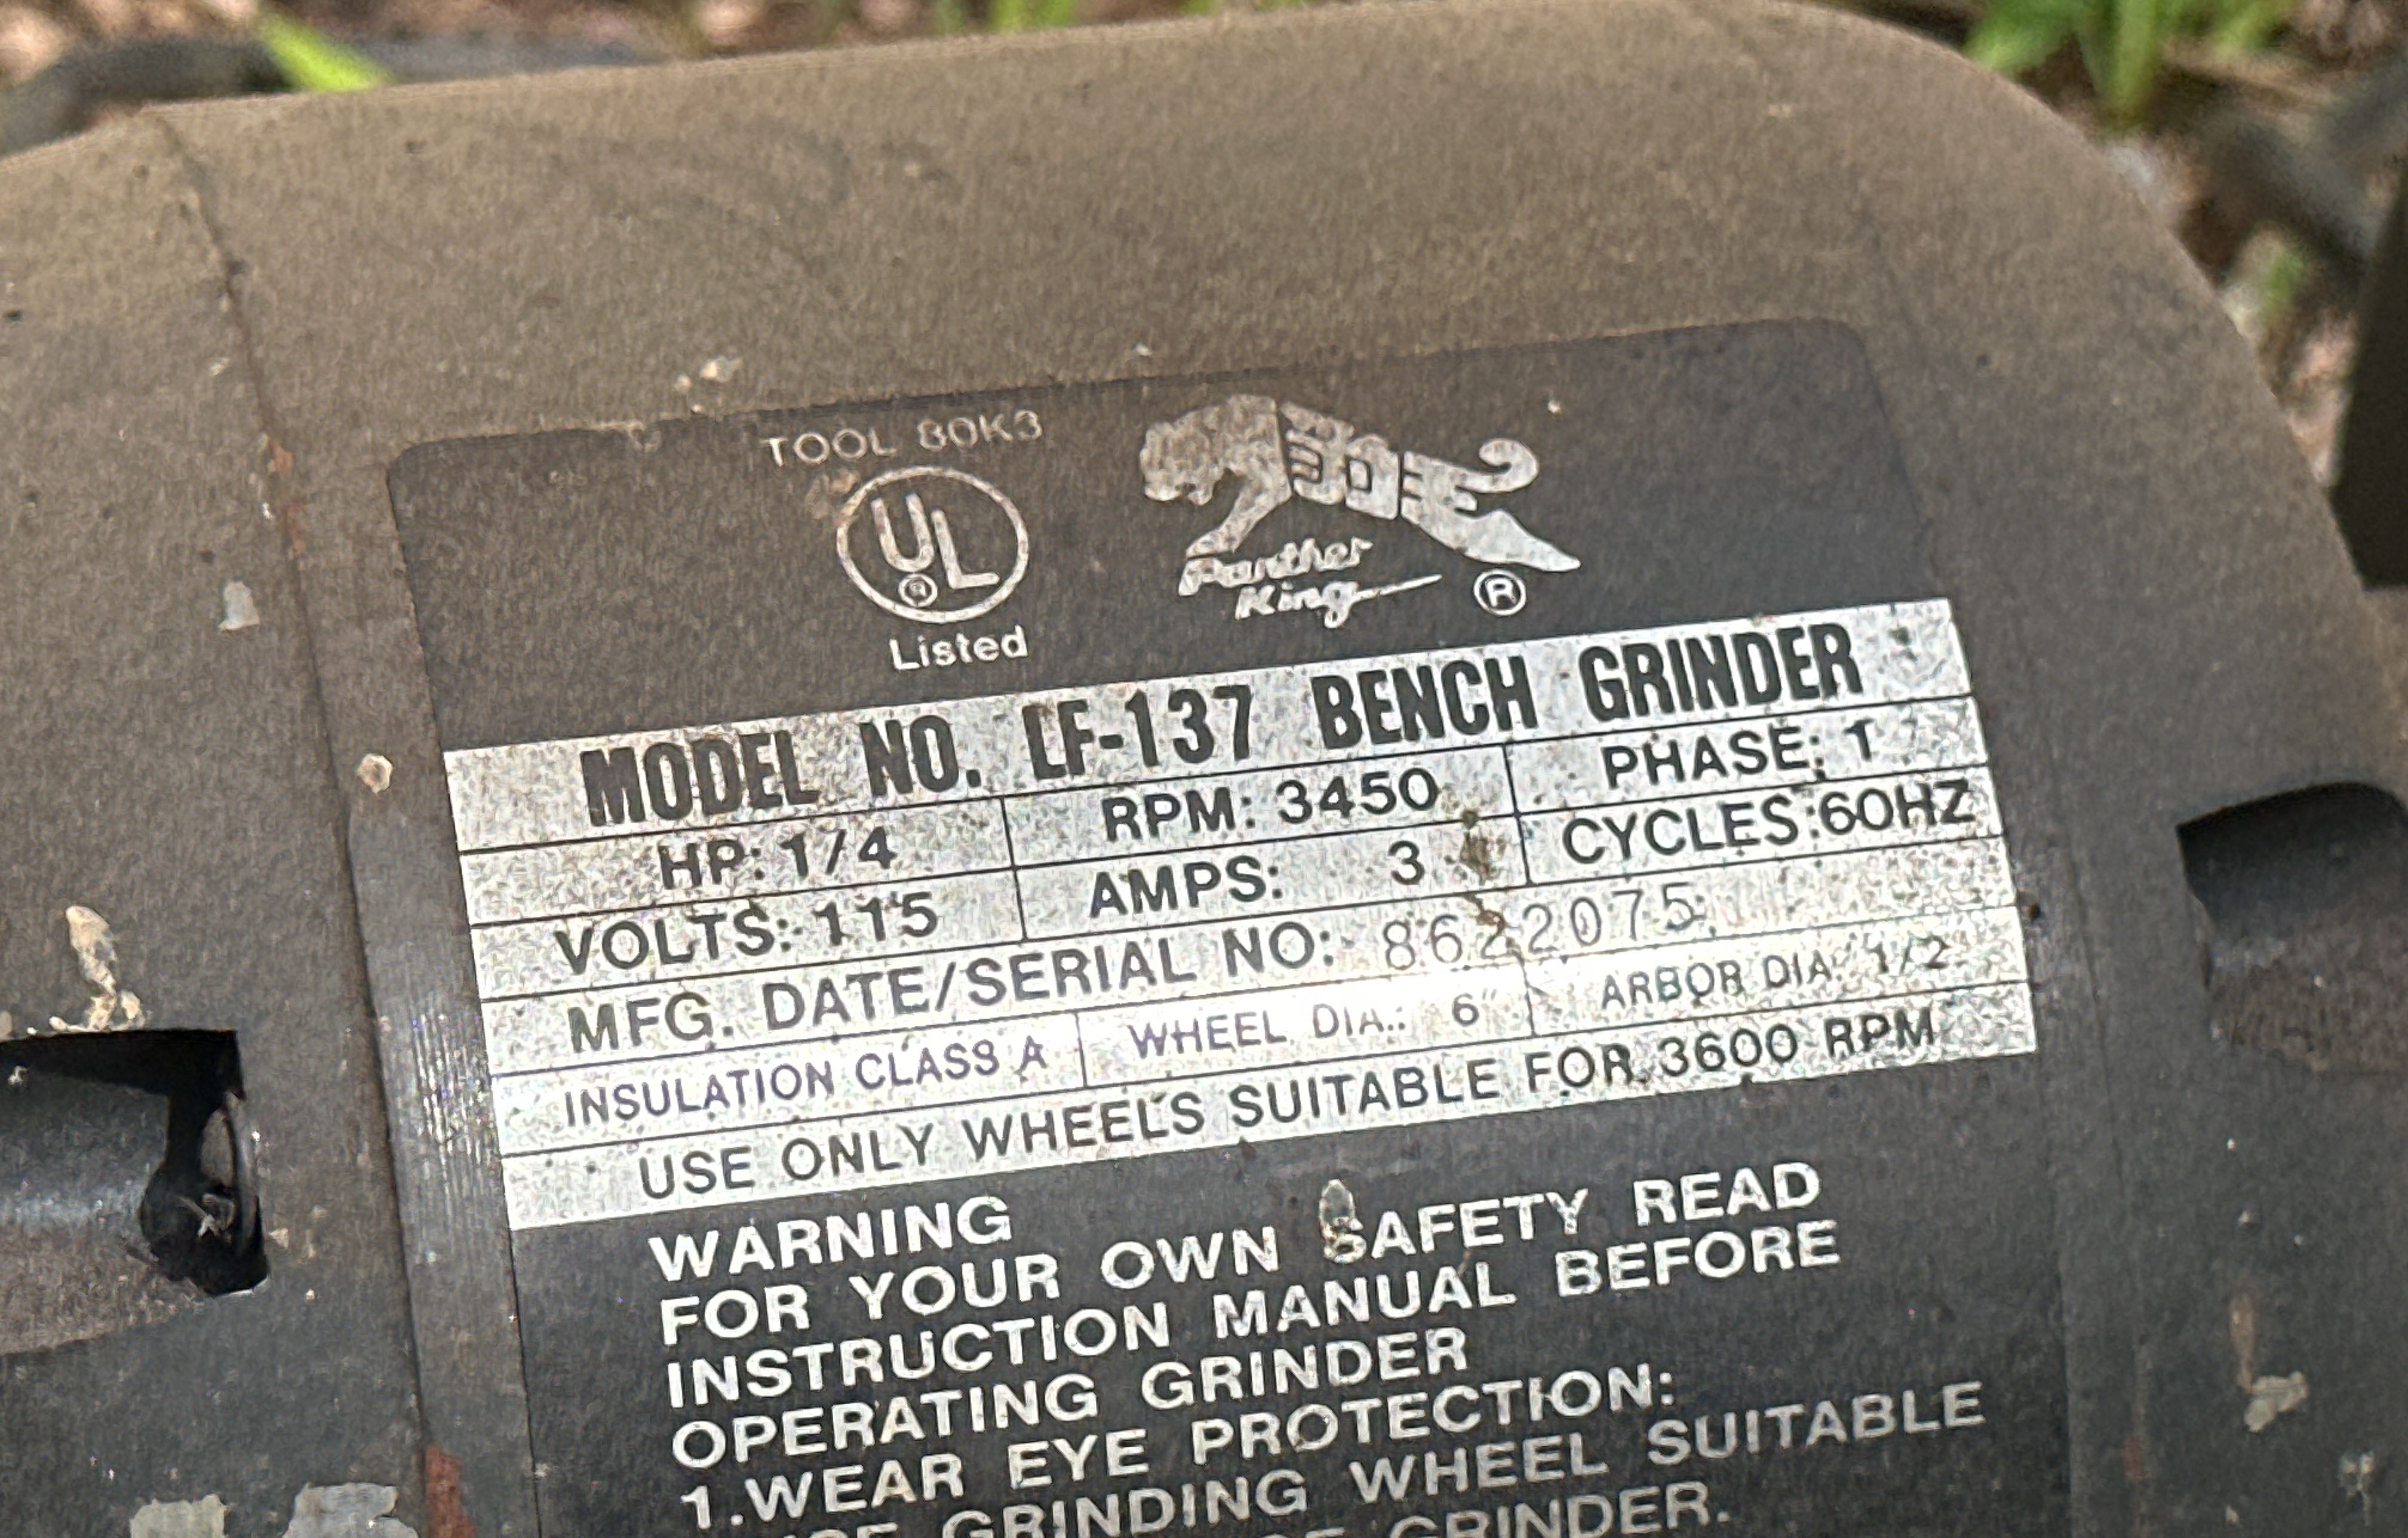 TOOL 80K3
UL
®
Listed
Panther
King
®
MODEL NO. LF-137 BENCH GRINDER
HP: 1/4 RPM: 3450 PHASE: 1
VOLTS: 115 AMPS: 3 CYCLES:60HZ
MFG. DATE/SERIAL NO: 8622075
INSULATION CLASS A WHEEL DIA.: 6" ARBOR DIA. 1/2"
USE ONLY WHEELS SUITABLE FOR 3600 RPM
WARNING
FOR YOUR OWN SAFETY READ
INSTRUCTION MANUAL BEFORE
OPERATING GRINDER
1.WEAR EYE PROTECTION:
GRINDING WHEEL SUITABLE
GRINDER.